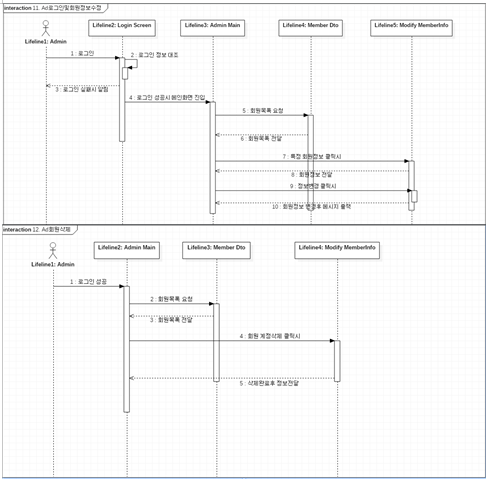 interaction 11. Ad로그인및회원정보수정
Lifeline1: Admin
Lifeline2: Login Screen
Lifeline3: Admin Main
Lifeline4: Member Dto
Lifeline5: Modify MemberInfo
1 : 로그인
2 : 로그인 정보 대조
3 : 로그인 실패시 알림
4 : 로그인 성공시 메인화면 진입
5 : 회원목록 요청
6 : 회원목록 전달
7 : 특정 회원정보 클릭시
8 : 회원정보 전달
9 : 정보변경 클릭시
10 : 회원정보 변경후 메시지 출력
interaction 12. Ad회원삭제
Lifeline1: Admin
Lifeline2: Admin Main
Lifeline3: Member Dto
Lifeline4: Modify MemberInfo
1 : 로그인 성공
2 : 회원목록 요청
3 : 회원목록 전달
4 : 회원 계정삭제 클릭시
5 : 삭제완료후 정보전달